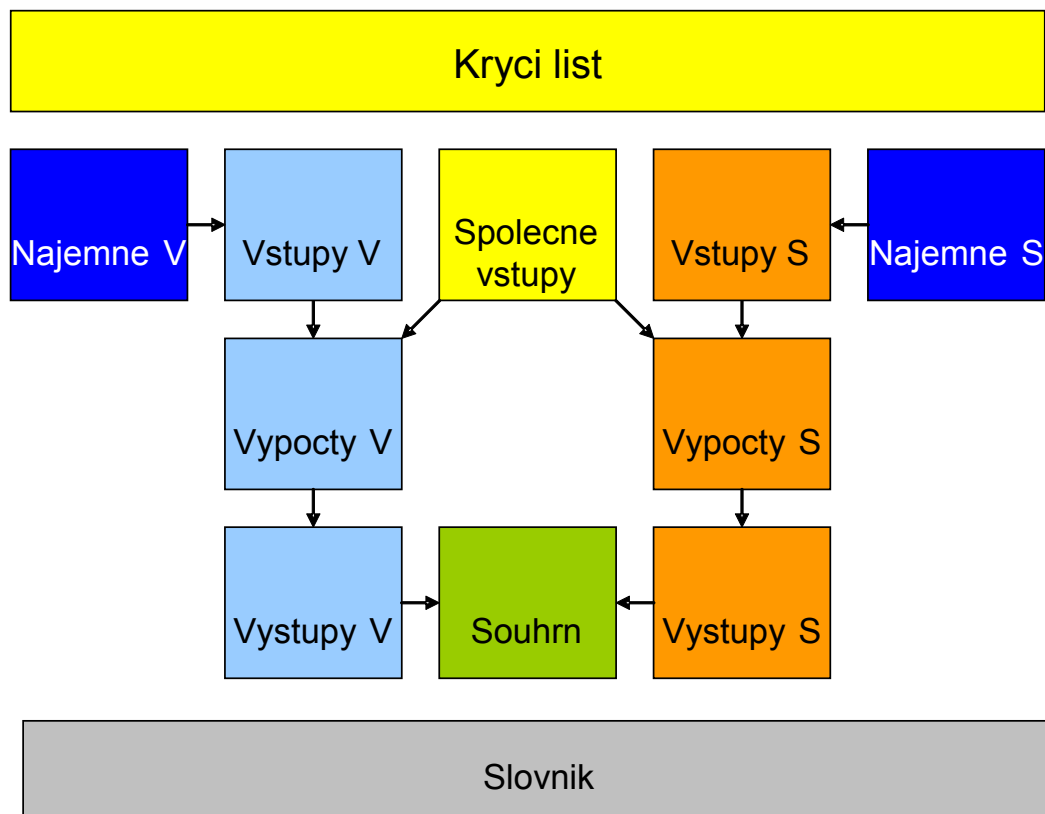 Kryci list
Najemne V
Vstupy V
Spolecne
vstupy
Vstupy S
Najemne S
Vypocty V
Vypocty S
Vystupy V
Souhrn
Vystupy S
Slovnik